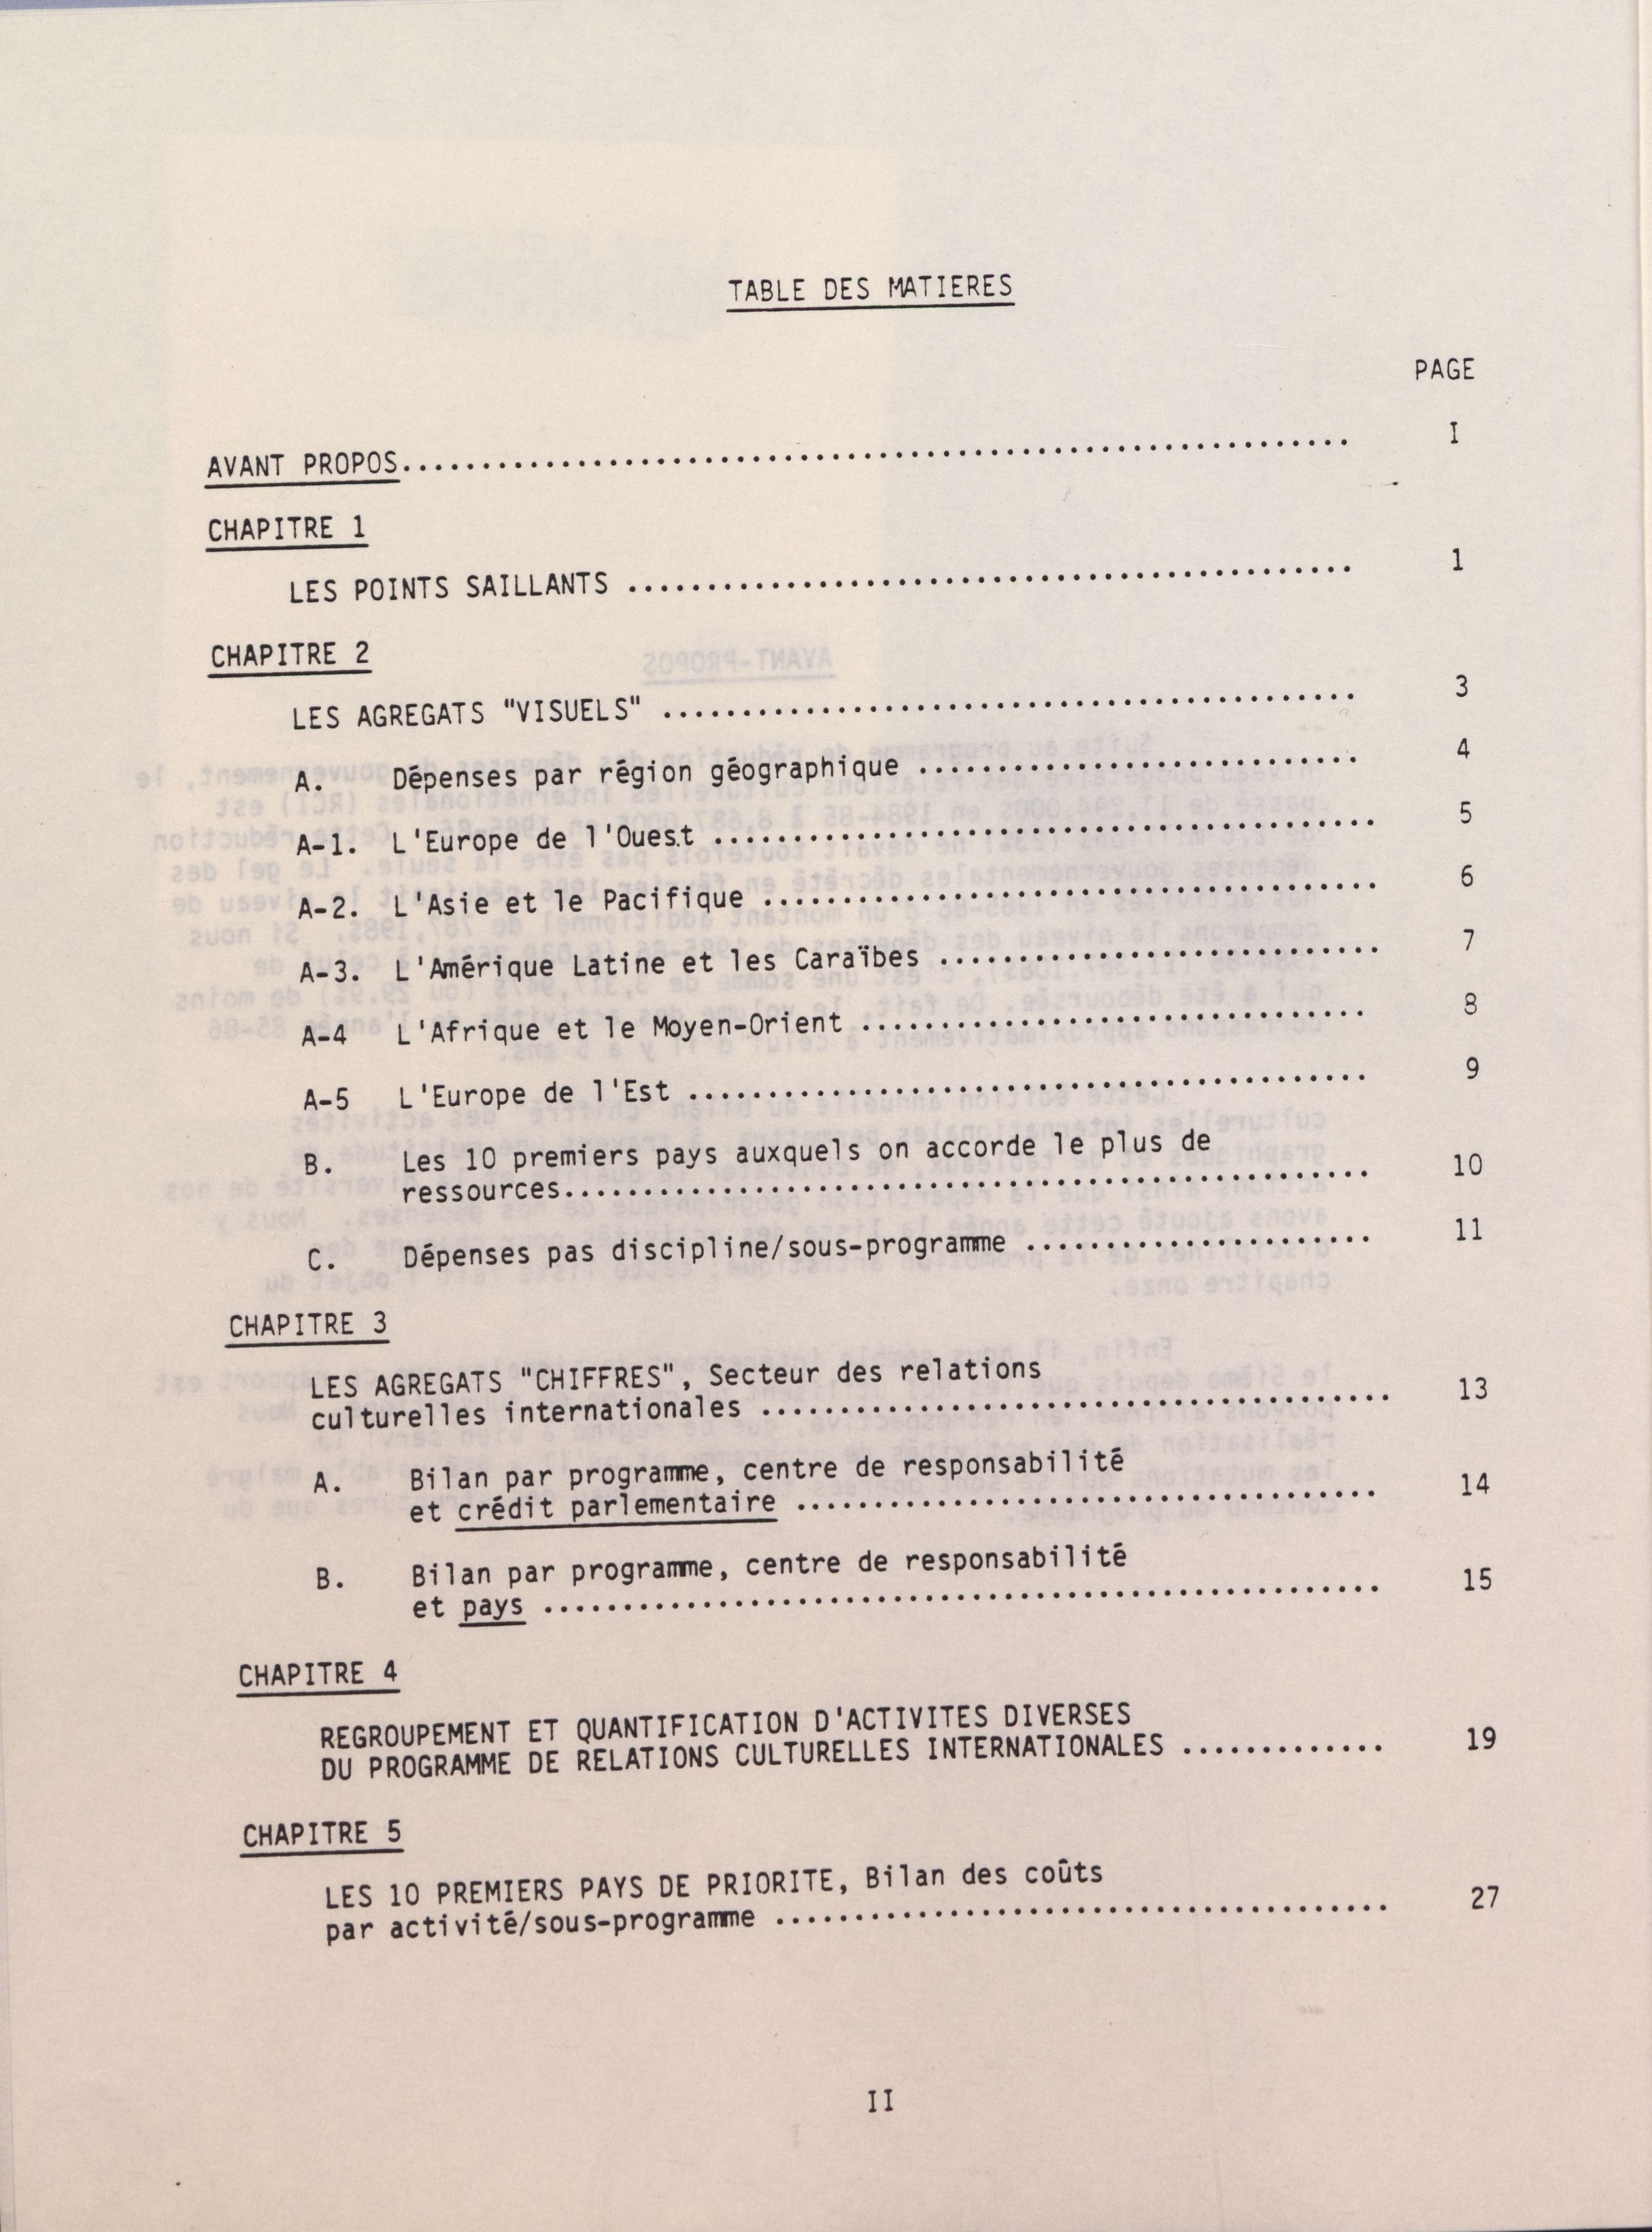 TABLE DES MATIERES
PAGE
AVANT PROPOS............................................................ I
CHAPITRE 1
LES POINTS SAILLANTS .............................................. 1
CHAPITRE 2
LES AGREGATS "VISUELS" ............................................ 3
A. Dépenses par région géographique ............................ 4
A-1. L'Europe de l'Ouest .......................................... 5
A-2. L'Asie et le Pacifique ....................................... 6
A-3. L'Amérique Latine et les Caraïbes ............................ 7
A-4 L'Afrique et le Moyen-Orient ................................ 8
A-5 L'Europe de l'Est ........................................... 9
B. Les 10 premiers pays auxquels on accorde le plus de
ressources................................................... 10
C. Dépenses pas discipline/sous-programme ...................... 11
CHAPITRE 3
LES AGREGATS "CHIFFRES", Secteur des relations
culturelles internationales ........................................ 13
A. Bilan par programme, centre de responsabilité
et crédit parlementaire ..................................... 14
B. Bilan par programme, centre de responsabilité
et pays ..................................................... 15
CHAPITRE 4
REGROUPEMENT ET QUANTIFICATION D'ACTIVITES DIVERSES
DU PROGRAMME DE RELATIONS CULTURELLES INTERNATIONALES ............. 19
CHAPITRE 5
LES 10 PREMIERS PAYS DE PRIORITE, Bilan des coûts
par activité/sous-programme ....................................... 27
II